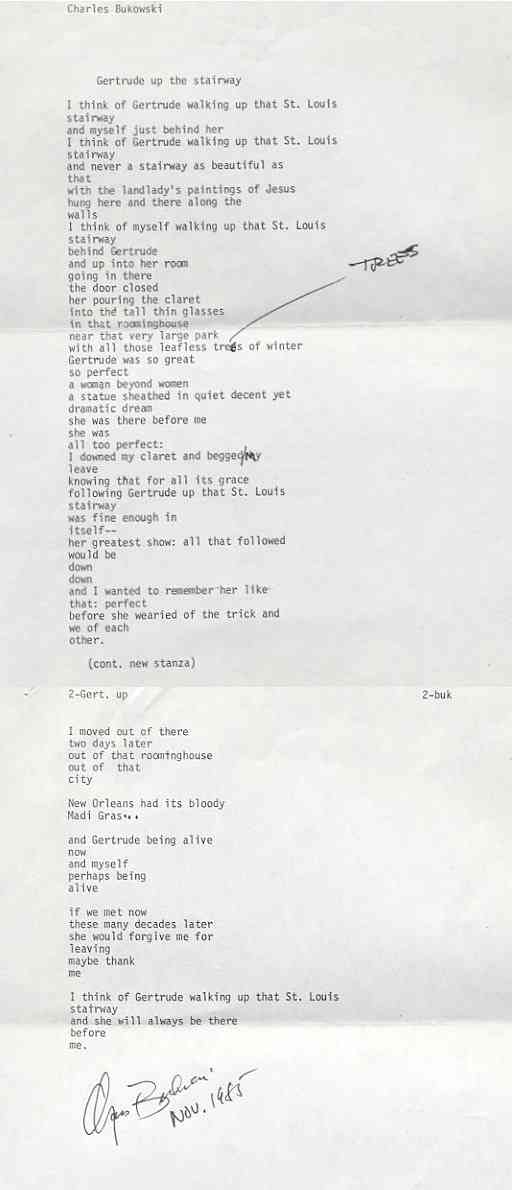 Charles Bukowski
Gertrude up the stairway
I think of Gertrude walking up that St. Louis
stairway
and myself just behind her
I think of Gertrude walking up that St. Louis
stairway
and never a stairway as beautiful as
that
with the landlady's paintings of Jesus
hung here and there along the
walls
I think of myself walking up that St. Louis
stairway
behind Gertrude
and up into her room
going in there
the door closed
her pouring the claret
into the tall thin glasses
in that roominghouse
near that very large park
TREES
with all those leafless trees of winter
Gertrude was so great
so perfect
a woman beyond women
a statue sheathed in quiet decent yet
dramatic dream
she was there before me
she was
all too perfect:
I downed my claret and begged/my
leave
knowing that for all its grace
following Gertrude up that St. Louis
stairway
was fine enough in
itself--
her greatest show: all that followed
would be
down
down
and I wanted to remember her like
that: perfect
before she wearied of the trick and
we of each
other.
(cont. new stanza)
2-Gert. up 2-buk
I moved out of there
two days later
out of that roominghouse
out of that
city
New Orleans had its bloody
Madi Gras...
and Gertrude being alive
now
and myself
perhaps being
alive
if we met now
these many decades later
she would forgive me for
leaving
maybe thank
me
I think of Gertrude walking up that St. Louis
stairway
and she will always be there
before
me.
Chas Bukowski
NOV. 1985